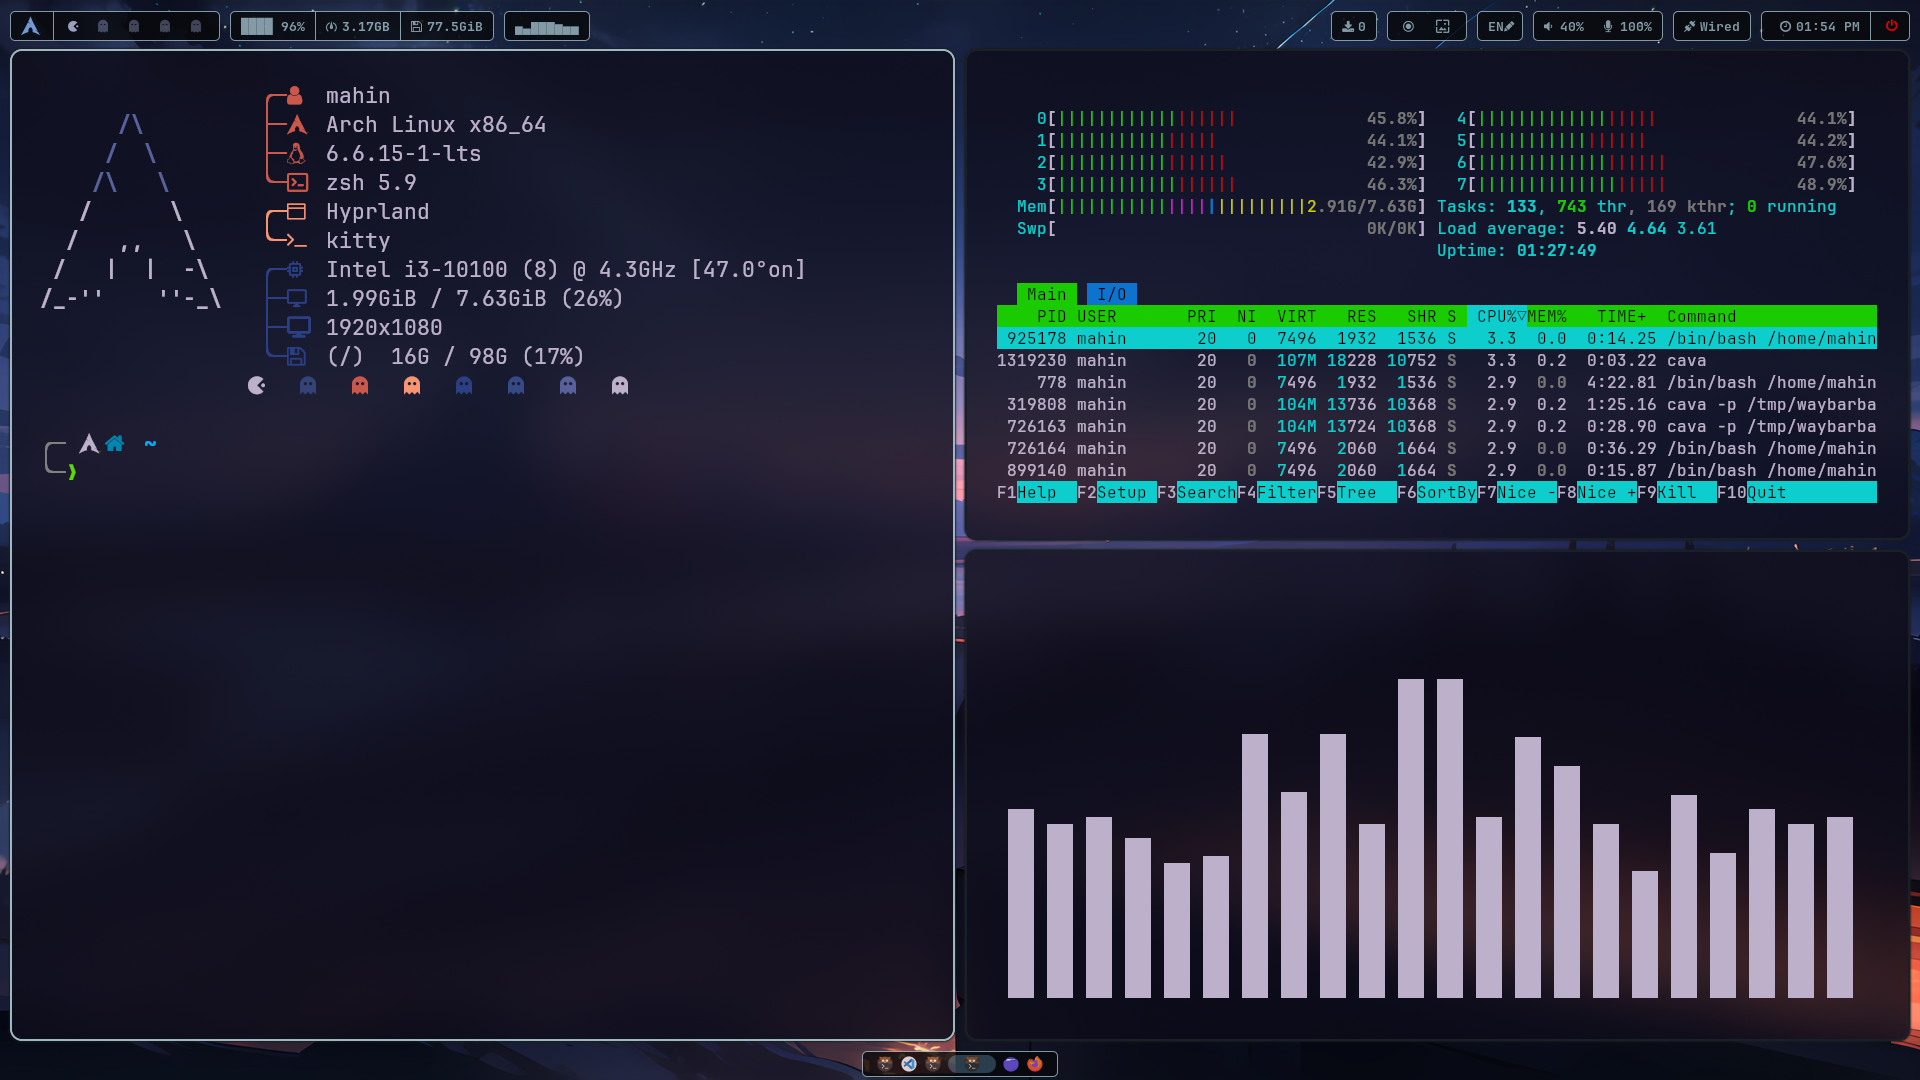 96% 3.17GB 77.5GiB 0 EN 40% 100% Wired 01:54 PM
mahin
Arch Linux x86_64
6.6.15-1-lts
zsh 5.9
Hyprland
kitty
Intel i3-10100 (8) @ 4.3GHz [47.0°on]
1.99GiB / 7.63GiB (26%)
1920x1080
(/) 16G / 98G (17%)
~
0[||||||||||||||||||45.8%] 4[||||||||||||||||||44.1%]
1[||||||||||||||||44.1%] 5[|||||||||||||||||44.2%]
2[|||||||||||||||||42.9%] 6[|||||||||||||||||||47.6%]
3[||||||||||||||||||46.3%] 7[|||||||||||||||||||48.9%]
Mem[|||||||||||||||||||||||||2.91G/7.63G] Tasks: 133, 743 thr, 169 kthr; 0 running
Swp[ 0K/0K] Load average: 5.40 4.64 3.61
Uptime: 01:27:49
Main I/O
PID USER PRI NI VIRT RES SHR S CPU%▽MEM% TIME+ Command
925178 mahin 20 0 7496 1932 1536 S 3.3 0.0 0:14.25 /bin/bash /home/mahin
1319230 mahin 20 0 107M 18228 10752 S 3.3 0.2 0:03.22 cava
778 mahin 20 0 7496 1932 1536 S 2.9 0.0 4:22.81 /bin/bash /home/mahin
319808 mahin 20 0 104M 13736 10368 S 2.9 0.2 1:25.16 cava -p /tmp/waybarba
726163 mahin 20 0 104M 13724 10368 S 2.9 0.2 0:28.90 cava -p /tmp/waybarba
726164 mahin 20 0 7496 2060 1664 S 2.9 0.0 0:36.29 /bin/bash /home/mahin
899140 mahin 20 0 7496 2060 1664 S 2.9 0.0 0:15.87 /bin/bash /home/mahin
F1Help F2Setup F3SearchF4FilterF5Tree F6SortByF7Nice -F8Nice +F9Kill F10Quit